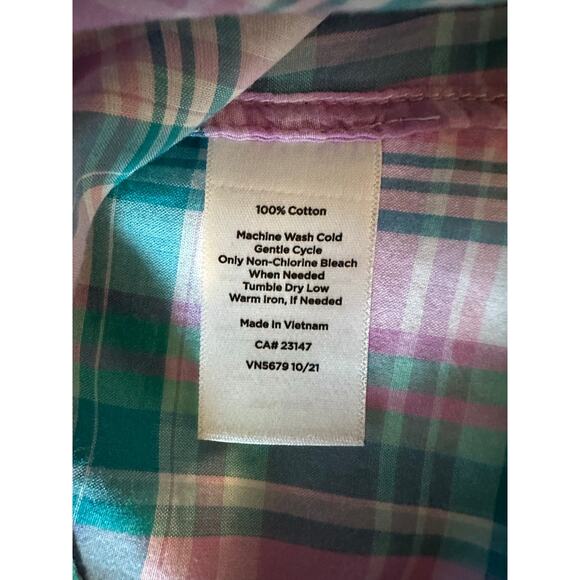 100% Cotton
Machine Wash Cold
Gentle Cycle
Only Non-Chlorine Bleach
When Needed
Tumble Dry Low
Warm Iron, If Needed
Made in Vietnam
CA# 23147
VN5679 10/21